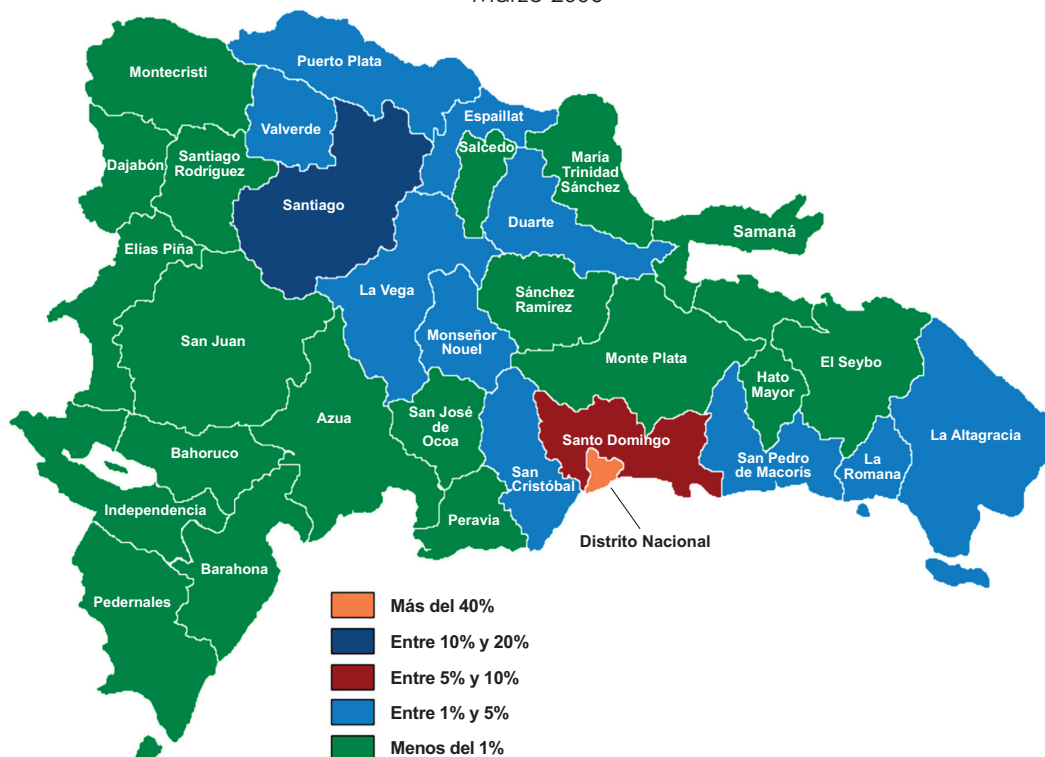 Puerto Plata
Montecristi
Espaillat
Valverde
Salcedo
Santiago
Rodríguez
María
Trinidad
Sánchez
Dajabón
Santiago
Duarte
Samaná
Elías Piña
La Vega
Sánchez
Ramírez
San Juan
Monseñor
Nouel
Monte Plata
El Seybo
Hato
Mayor
Azua
San José
de
Ocoa
Santo Domingo
La Altagracia
Bahoruco
San Pedro
de Macorís
La
Romana
San
Cristóbal
Independencia
Peravia
Distrito Nacional
Barahona
Pedernales
Más del 40%
Entre 10% y 20%
Entre 5% y 10%
Entre 1% y 5%
Menos del 1%